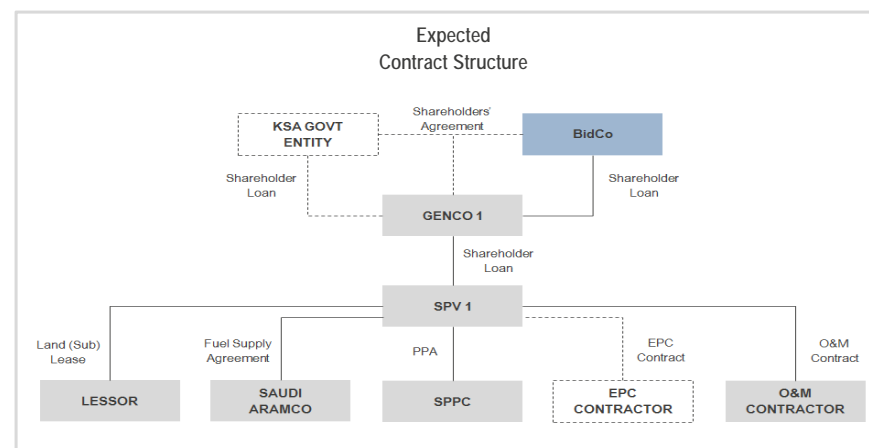 Expected
Contract Structure
Shareholders'
Agreement
KSA GOVT
ENTITY
BidCo
Shareholder
Loan
Shareholder
Loan
GENCO 1
Shareholder
Loan
SPV 1
Land (Sub)
Lease
Fuel Supply
Agreement
PPA
EPC
Contract
O&M
Contract
LESSOR
SAUDI
ARAMCO
SPPC
EPC
CONTRACTOR
O&M
CONTRACTOR